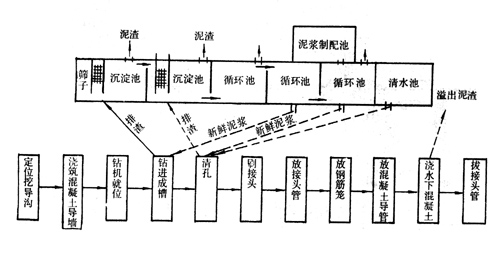 泥渣
泥渣
泥浆制配池
筛子
沉淀池
沉淀池
循环池
循环池
循环池
清水池
溢出泥渣
排渣
排渣
新鲜泥浆
新鲜泥浆
定位挖导沟
浇筑混凝土导墙
钻机就位
钻进成槽
清孔
刷接头
放接头管
放钢筋笼
放混凝土导管
浇水下混凝土
拔接头管